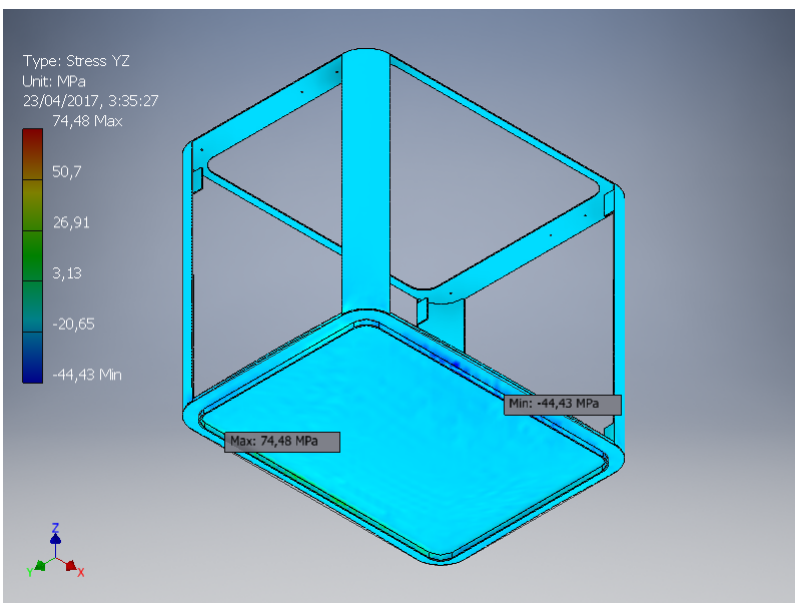 Type: Stress YZ
Unit: MPa
23/04/2017, 3:35:27
74,48 Max
50,7
26,91
3,13
-20,65
-44,43 Min
Min: -44,43 MPa
Max: 74,48 MPa
Z
Y
X